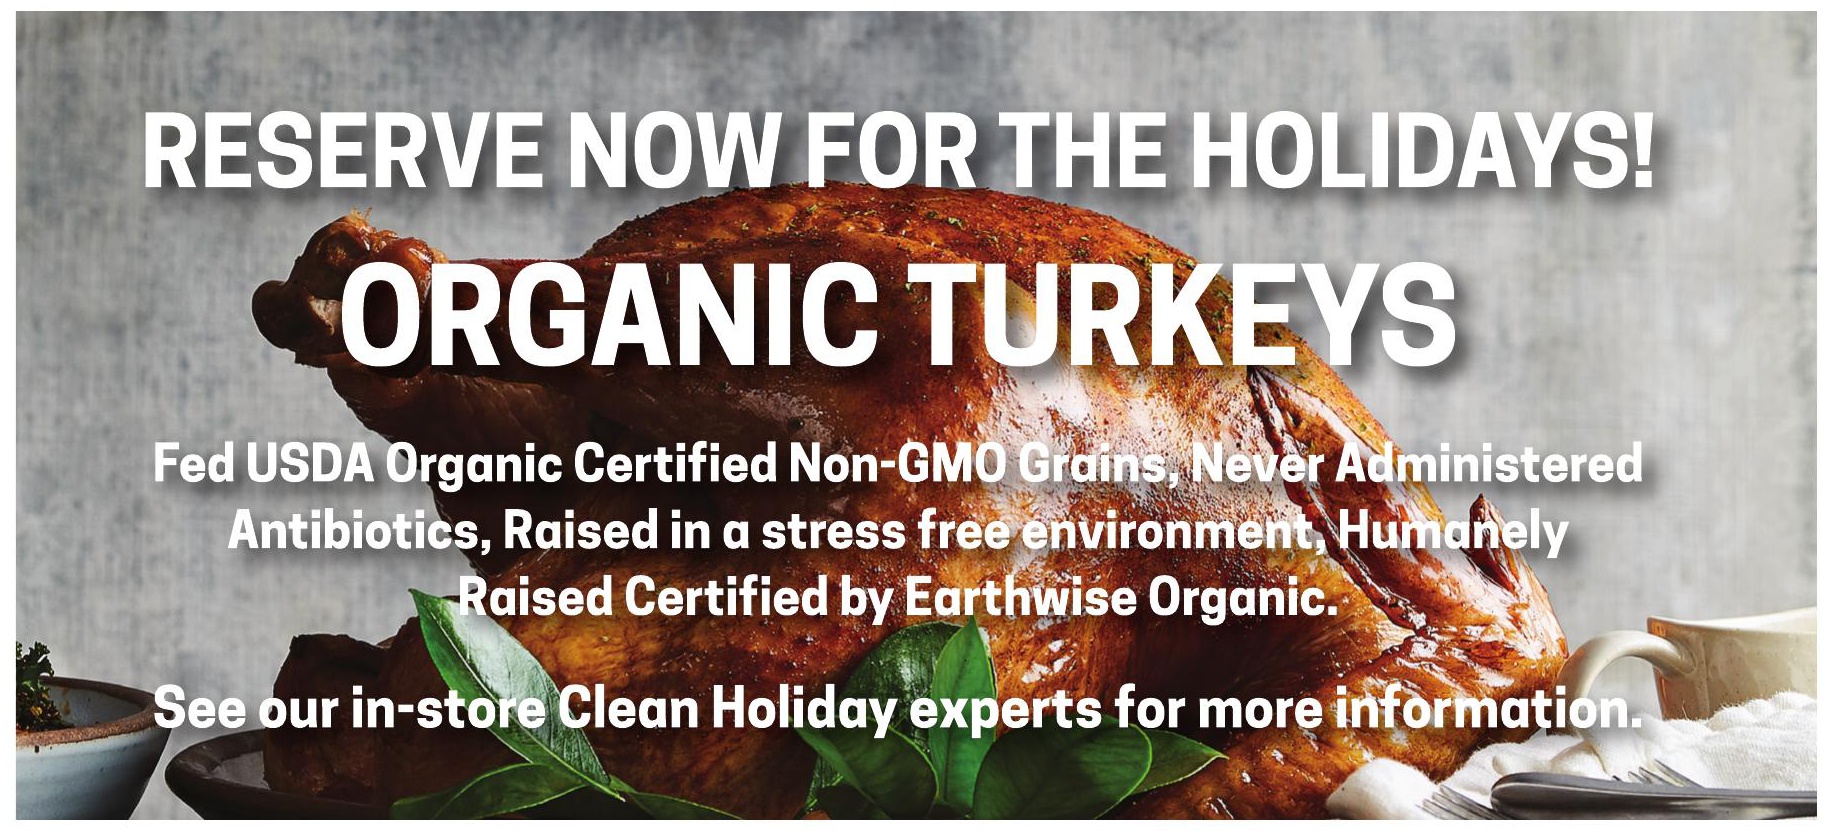 RESERVE NOW FOR THE HOLIDAYS!
ORGANIC TURKEYS
Fed USDA Organic Certified Non-GMO Grains, Never Administered
Antibiotics, Raised in a stress free environment, Humanely
Raised Certified by Earthwise Organic.
See our in-store Clean Holiday experts for more information.